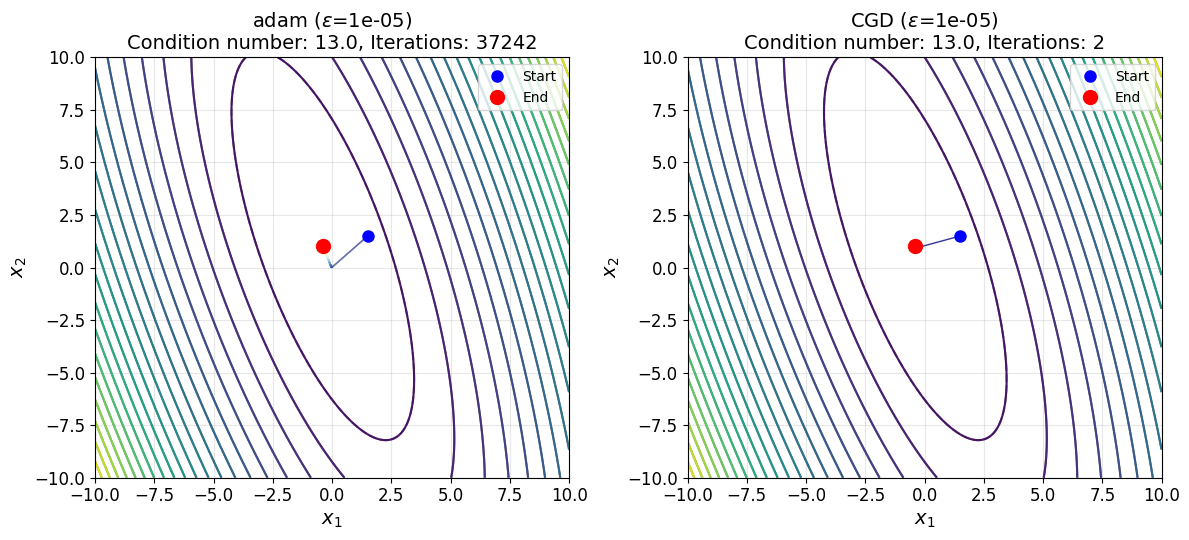 adam (ε=1e-05)
Condition number: 13.0, Iterations: 37242
Start
End
10.0
7.5
5.0
2.5
0.0
−2.5
−5.0
−7.5
−10.0
x₂
−10.0 −7.5 −5.0 −2.5 0.0 2.5 5.0 7.5 10.0
x₁
CGD (ε=1e-05)
Condition number: 13.0, Iterations: 2
Start
End
10.0
7.5
5.0
2.5
0.0
−2.5
−5.0
−7.5
−10.0
x₂
−10.0 −7.5 −5.0 −2.5 0.0 2.5 5.0 7.5 10.0
x₁